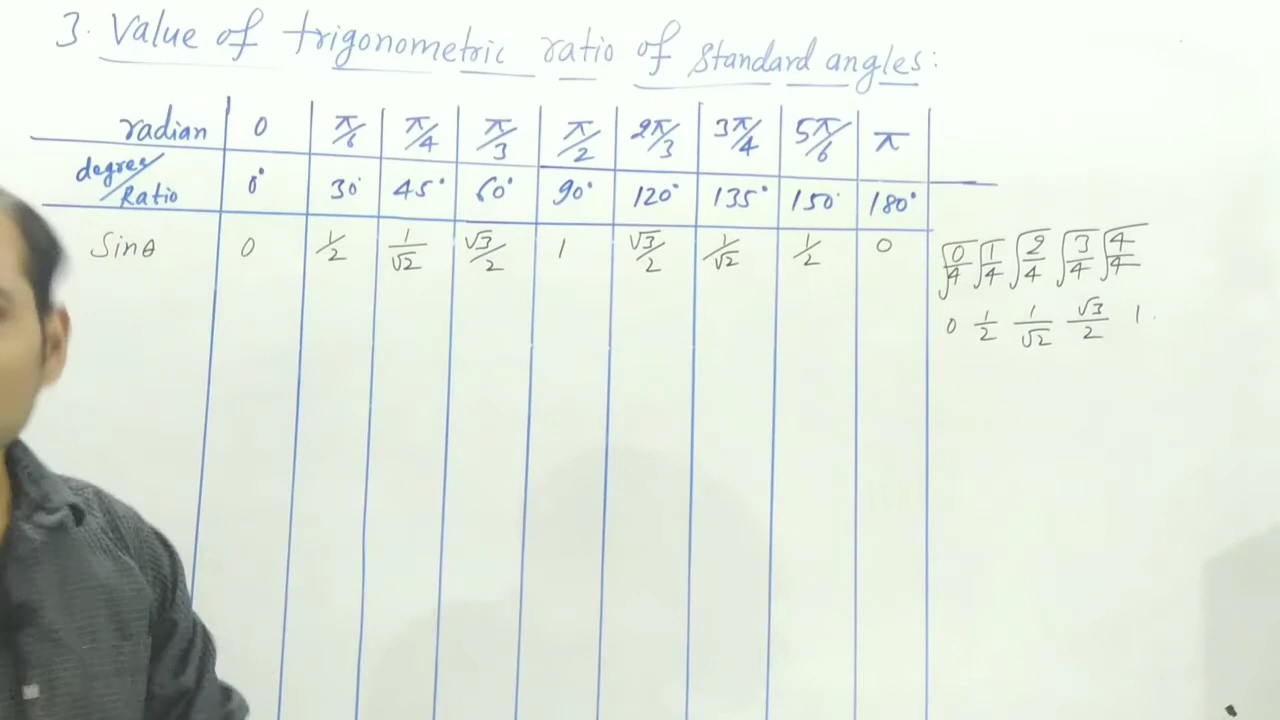 3. Value of trigonometric ratio of standard angles:
radian 0 π/6 π/4 π/3 π/2 2π/3 3π/4 5π/6 π
degree/Ratio 0° 30° 45° 60° 90° 120° 135° 150° 180°
Sinθ 0 1/2 1/√2 √3/2 1 √3/2 1/√2 1/2 0 √0/4 √1/4 √2/4 √3/4 √4/4
0 1/2 1/√2 √3/2 1.